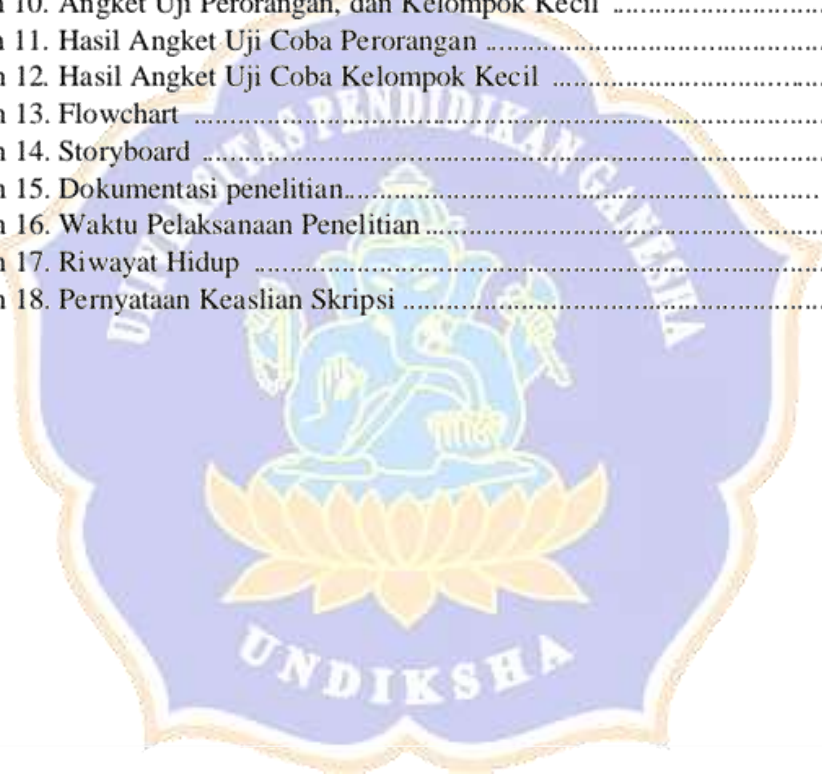 n 10. Angket Uji Perorangan, dan Kelompok Kecil ..........................
n 11. Hasil Angket Uji Coba Perorangan ..........................................
n 12. Hasil Angket Uji Coba Kelompok Kecil ..................................
n 13. Flowchart ..............................................................................
n 14. Storyboard .............................................................................
n 15. Dokumentasi penelitian...........................................................
n 16. Waktu Pelaksanaan Penelitian .................................................
n 17. Riwayat Hidup .......................................................................
n 18. Pernyataan Keaslian Skripsi ....................................................
UNIVERSITAS PENDIDIKAN GANESHA
UNDIKSHA